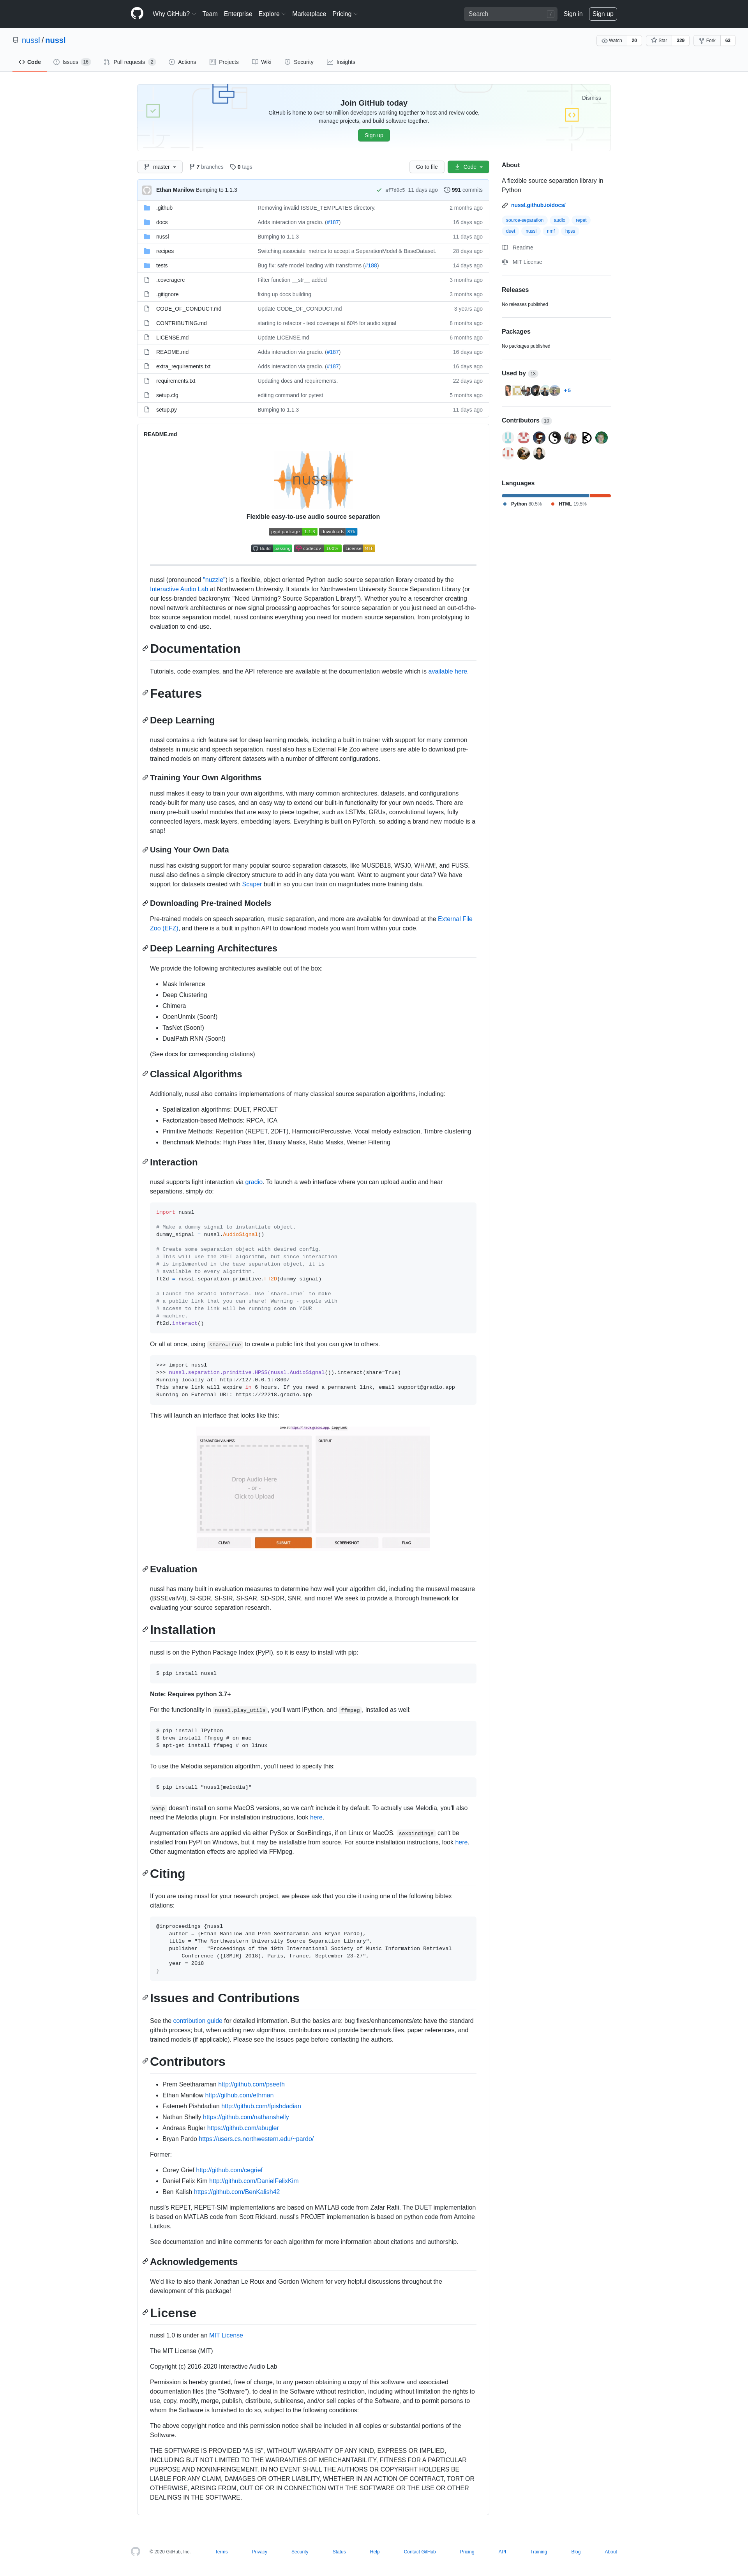 Why GitHub? Team Enterprise Explore Marketplace Pricing Search / Sign in Sign up
nussl / nussl Watch 20 Star 329 Fork 63
Code Issues 16 Pull requests 2 Actions Projects Wiki Security Insights
Dismiss
Join GitHub today
GitHub is home to over 50 million developers working together to host and review code,
manage projects, and build software together.
Sign up
master 7 branches 0 tags Go to file Code
Ethan Manilow Bumping to 1.1.3 11 days ago 991 commits
.github Removing invalid ISSUE_TEMPLATES directory. 2 months ago
docs Adds interaction via gradio. (#187) 16 days ago
nussl Bumping to 1.1.3 11 days ago
recipes Switching associate_metrics to accept a SeparationModel & BaseDataset. 28 days ago
tests Bug fix: safe model loading with transforms (#188) 14 days ago
.coveragerc Filter function __str__ added 3 months ago
.gitignore fixing up docs building 3 months ago
CODE_OF_CONDUCT.md Update CODE_OF_CONDUCT.md 3 years ago
CONTRIBUTING.md starting to refactor - test coverage at 60% for audio signal 8 months ago
LICENSE.md Update LICENSE.md 6 months ago
README.md Adds interaction via gradio. (#187) 16 days ago
extra_requirements.txt Adds interaction via gradio. (#187) 16 days ago
requirements.txt Updating docs and requirements. 22 days ago
setup.cfg editing command for pytest 5 months ago
setup.py Bumping to 1.1.3 11 days ago
About
A flexible source separation library in
Python
nussl.github.io/docs/
source-separation audio repet
duet nussl nmf hpss
Readme
MIT License
Releases
No releases published
Packages
No packages published
Used by 13
+ 5
Contributors 10
Languages
Python 80.5% HTML 19.5%
README.md
nussl
Flexible easy-to-use audio source separation
pypi package 1.1.3 downloads 87k
Build passing codecov 100% License MIT
nussl (pronounced "nuzzle") is a flexible, object oriented Python audio source separation library created by the
Interactive Audio Lab at Northwestern University. It stands for Northwestern University Source Separation Library (or
our less-branded backronym: "Need Unmixing? Source Separation Library!"). Whether you're a researcher creating
novel network architectures or new signal processing approaches for source separation or you just need an out-of-the-
box source separation model, nussl contains everything you need for modern source separation, from prototyping to
evaluation to end-use.
Documentation
Tutorials, code examples, and the API reference are available at the documentation website which is available here.
Features
Deep Learning
nussl contains a rich feature set for deep learning models, including a built in trainer with support for many common
datasets in music and speech separation. nussl also has a External File Zoo where users are able to download pre-
trained models on many different datasets with a number of different configurations.
Training Your Own Algorithms
nussl makes it easy to train your own algorithms, with many common architectures, datasets, and configurations
ready-built for many use cases, and an easy way to extend our built-in functionality for your own needs. There are
many pre-built useful modules that are easy to piece together, such as LSTMs, GRUs, convolutional layers, fully
connected layers, mask layers, embedding layers. Everything is built on PyTorch, so adding a brand new module is a
snap!
Using Your Own Data
nussl has existing support for many popular source separation datasets, like MUSDB18, WSJ0, WHAM!, and FUSS.
nussl also defines a simple directory structure to add in any data you want. Want to augment your data? We have
support for datasets created with Scaper built in so you can train on magnitudes more training data.
Downloading Pre-trained Models
Pre-trained models on speech separation, music separation, and more are available for download at the External File
Zoo (EFZ), and there is a built in python API to download models you want from within your code.
Deep Learning Architectures
We provide the following architectures available out of the box:
Mask Inference
Deep Clustering
Chimera
OpenUnmix (Soon!)
TasNet (Soon!)
DualPath RNN (Soon!)
(See docs for corresponding citations)
Classical Algorithms
Additionally, nussl also contains implementations of many classical source separation algorithms, including:
Spatialization algorithms: DUET, PROJET
Factorization-based Methods: RPCA, ICA
Primitive Methods: Repetition (REPET, 2DFT), Harmonic/Percussive, Vocal melody extraction, Timbre clustering
Benchmark Methods: High Pass filter, Binary Masks, Ratio Masks, Weiner Filtering
Interaction
nussl supports light interaction via gradio. To launch a web interface where you can upload audio and hear
separations, simply do:
import nussl
# Make a dummy signal to instantiate object.
dummy_signal = nussl.AudioSignal()
# Create some separation object with desired config.
# This will use the 2DFT algorithm, but since interaction
# is implemented in the base separation object, it is
# available to every algorithm.
ft2d = nussl.separation.primitive.FT2D(dummy_signal)
# Launch the Gradio interface. Use `share=True` to make
# a public link that you can share! Warning - people with
# access to the link will be running code on YOUR
# machine.
ft2d.interact()
Or all at once, using share=True to create a public link that you can give to others.
>>> import nussl
>>> nussl.separation.primitive.HPSS(nussl.AudioSignal()).interact(share=True)
Running locally at: http://127.0.0.1:7860/
This share link will expire in 6 hours. If you need a permanent link, email support@gradio.app
Running on External URL: https://22218.gradio.app
This will launch an interface that looks like this:
SEPARATION VIA HPSS OUTPUT
Drop Audio Here
- or -
Click to Upload
CLEAR SUBMIT SCREENSHOT FLAG
Evaluation
nussl has many built in evaluation measures to determine how well your algorithm did, including the museval measure
(BSSEvalV4), SI-SDR, SI-SIR, SI-SAR, SD-SDR, SNR, and more! We seek to provide a thorough framework for
evaluating your source separation research.
Installation
nussl is on the Python Package Index (PyPI), so it is easy to install with pip:
$ pip install nussl
Note: Requires python 3.7+
For the functionality in nussl.play_utils, you'll want IPython, and ffmpeg, installed as well:
$ pip install IPython
$ brew install ffmpeg # on mac
$ apt-get install ffmpeg # on linux
To use the Melodia separation algorithm, you'll need to specify this:
$ pip install "nussl[melodia]"
vamp doesn't install on some MacOS versions, so we can't include it by default. To actually use Melodia, you'll also
need the Melodia plugin. For installation instructions, look here.
Augmentation effects are applied via either PySox or SoxBindings, if on Linux or MacOS. soxbindings can't be
installed from PyPI on Windows, but it may be installable from source. For source installation instructions, look here.
Other augmentation effects are applied via FFMpeg.
Citing
If you are using nussl for your research project, we please ask that you cite it using one of the following bibtex
citations:
@inproceedings {nussl
author = {Ethan Manilow and Prem Seetharaman and Bryan Pardo},
title = "The Northwestern University Source Separation Library",
publisher = "Proceedings of the 19th International Society of Music Information Retrieval
Conference ({ISMIR} 2018), Paris, France, September 23-27",
year = 2018
}
Issues and Contributions
See the contribution guide for detailed information. But the basics are: bug fixes/enhancements/etc have the standard
github process; but, when adding new algorithms, contributors must provide benchmark files, paper references, and
trained models (if applicable). Please see the issues page before contacting the authors.
Contributors
Prem Seetharaman http://github.com/pseeth
Ethan Manilow http://github.com/ethman
Fatemeh Pishdadian http://github.com/fpishdadian
Nathan Shelly https://github.com/nathanshelly
Andreas Bugler https://github.com/abugler
Bryan Pardo https://users.cs.northwestern.edu/~pardo/
Former:
Corey Grief http://github.com/cegrief
Daniel Felix Kim http://github.com/DanielFelixKim
Ben Kalish https://github.com/BenKalish42
nussl's REPET, REPET-SIM implementations are based on MATLAB code from Zafar Rafii. The DUET implementation
is based on MATLAB code from Scott Rickard. nussl's PROJET implementation is based on python code from Antoine
Liutkus.
See documentation and inline comments for each algorithm for more information about citations and authorship.
Acknowledgements
We'd like to also thank Jonathan Le Roux and Gordon Wichern for very helpful discussions throughout the
development of this package!
License
nussl 1.0 is under an MIT License
The MIT License (MIT)
Copyright (c) 2016-2020 Interactive Audio Lab
Permission is hereby granted, free of charge, to any person obtaining a copy of this software and associated
documentation files (the "Software"), to deal in the Software without restriction, including without limitation the rights to
use, copy, modify, merge, publish, distribute, sublicense, and/or sell copies of the Software, and to permit persons to
whom the Software is furnished to do so, subject to the following conditions:
The above copyright notice and this permission notice shall be included in all copies or substantial portions of the
Software.
THE SOFTWARE IS PROVIDED "AS IS", WITHOUT WARRANTY OF ANY KIND, EXPRESS OR IMPLIED,
INCLUDING BUT NOT LIMITED TO THE WARRANTIES OF MERCHANTABILITY, FITNESS FOR A PARTICULAR
PURPOSE AND NONINFRINGEMENT. IN NO EVENT SHALL THE AUTHORS OR COPYRIGHT HOLDERS BE
LIABLE FOR ANY CLAIM, DAMAGES OR OTHER LIABILITY, WHETHER IN AN ACTION OF CONTRACT, TORT OR
OTHERWISE, ARISING FROM, OUT OF OR IN CONNECTION WITH THE SOFTWARE OR THE USE OR OTHER
DEALINGS IN THE SOFTWARE.
© 2020 GitHub, Inc. Terms Privacy Security Status Help Contact GitHub Pricing API Training Blog About